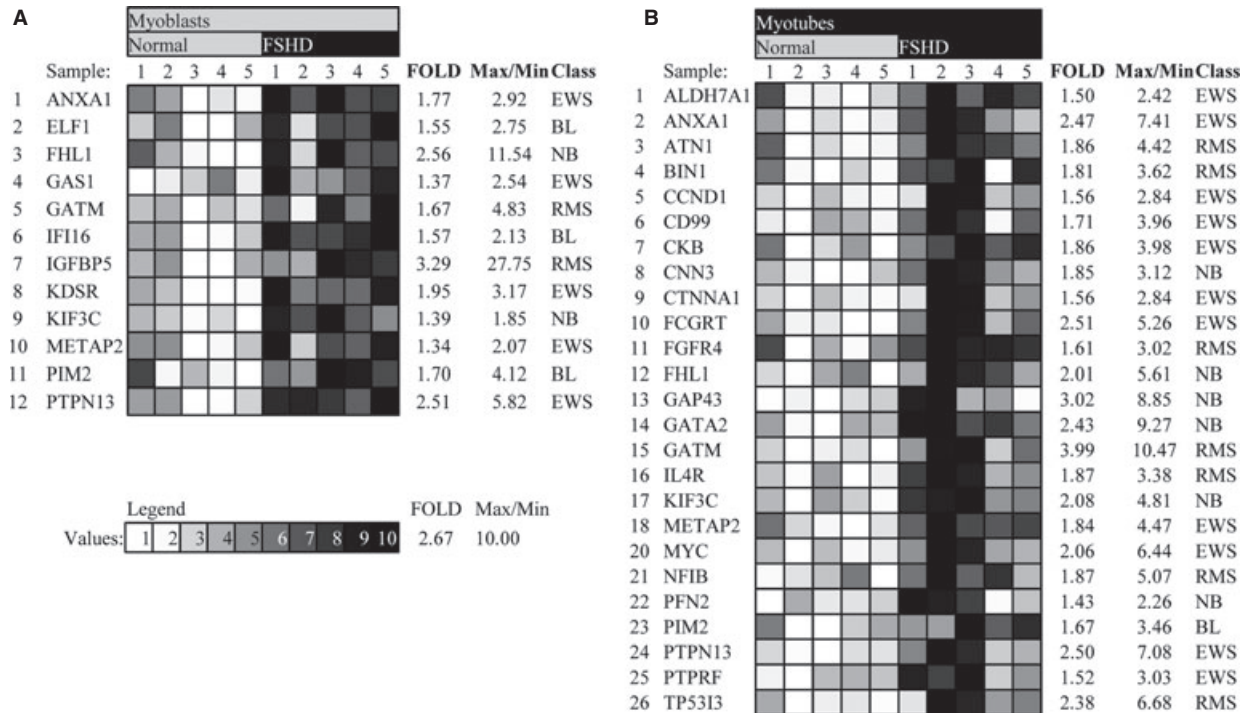 A
Myoblasts
Normal FSHD
Sample: 1 2 3 4 5 1 2 3 4 5 FOLD Max/Min Class
1 ANXA1 1.77 2.92 EWS
2 ELF1 1.55 2.75 BL
3 FHL1 2.56 11.54 NB
4 GAS1 1.37 2.54 EWS
5 GATM 1.67 4.83 RMS
6 IFI16 1.57 2.13 BL
7 IGFBP5 3.29 27.75 RMS
8 KDSR 1.95 3.17 EWS
9 KIF3C 1.39 1.85 NB
10 METAP2 1.34 2.07 EWS
11 PIM2 1.70 4.12 BL
12 PTPN13 2.51 5.82 EWS
Legend FOLD Max/Min
Values: 1 2 3 4 5 6 7 8 9 10 2.67 10.00
B
Myotubes
Normal FSHD
Sample: 1 2 3 4 5 1 2 3 4 5 FOLD Max/Min Class
1 ALDH7A1 1.50 2.42 EWS
2 ANXA1 2.47 7.41 EWS
3 ATN1 1.86 4.42 RMS
4 BIN1 1.81 3.62 RMS
5 CCND1 1.56 2.84 EWS
6 CD99 1.71 3.96 EWS
7 CKB 1.86 3.98 EWS
8 CNN3 1.85 3.12 NB
9 CTNNA1 1.56 2.84 EWS
10 FCGRT 2.51 5.26 EWS
11 FGFR4 1.61 3.02 RMS
12 FHL1 2.01 5.61 NB
13 GAP43 3.02 8.85 NB
14 GATA2 2.43 9.27 NB
15 GATM 3.99 10.47 RMS
16 IL4R 1.87 3.38 RMS
17 KIF3C 2.08 4.81 NB
18 METAP2 1.84 4.47 EWS
20 MYC 2.06 6.44 EWS
21 NFIB 1.87 5.07 RMS
22 PFN2 1.43 2.26 NB
23 PIM2 1.67 3.46 BL
24 PTPN13 2.50 7.08 EWS
25 PTPRF 1.52 3.03 EWS
26 TP53I3 2.38 6.68 RMS